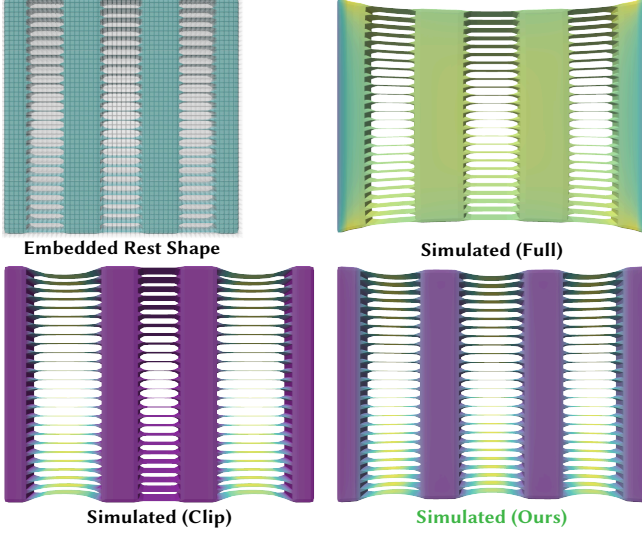 Embedded Rest Shape
Simulated (Full)
Simulated (Clip)
Simulated (Ours)